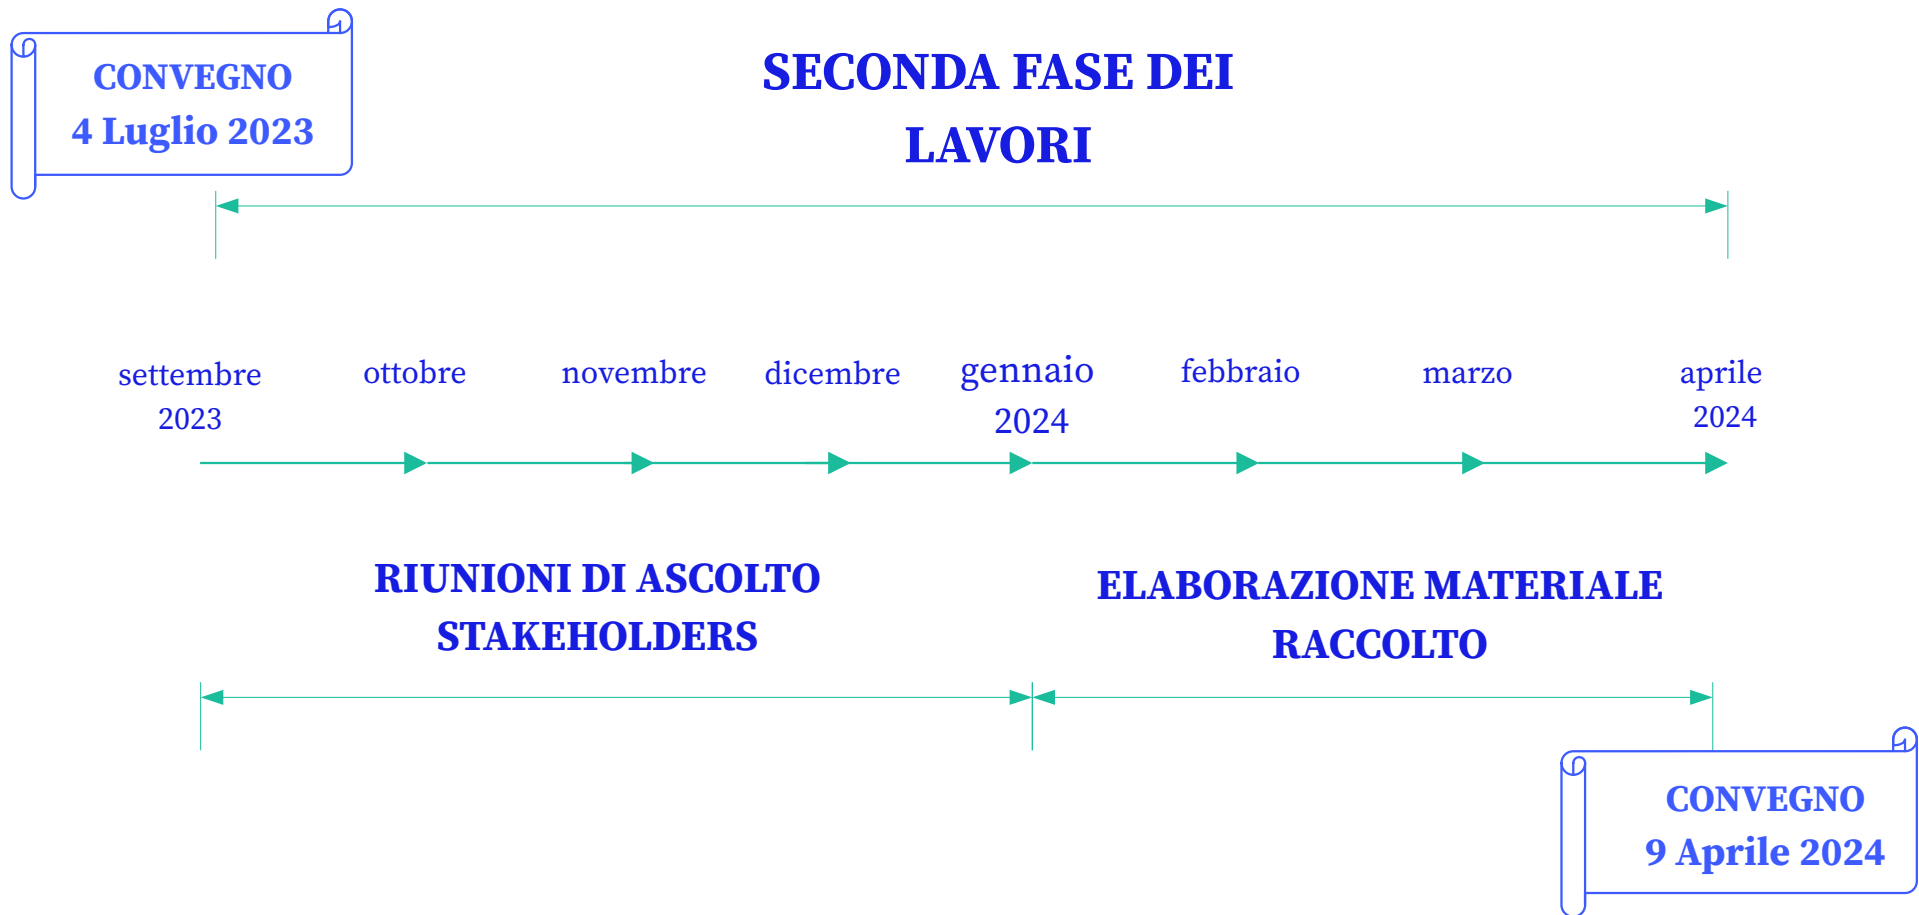 CONVEGNO
4 Luglio 2023
SECONDA FASE DEI
LAVORI
settembre
2023
ottobre
novembre
dicembre
gennaio
2024
febbraio
marzo
aprile
2024
RIUNIONI DI ASCOLTO
STAKEHOLDERS
ELABORAZIONE MATERIALE
RACCOLTO
CONVEGNO
9 Aprile 2024